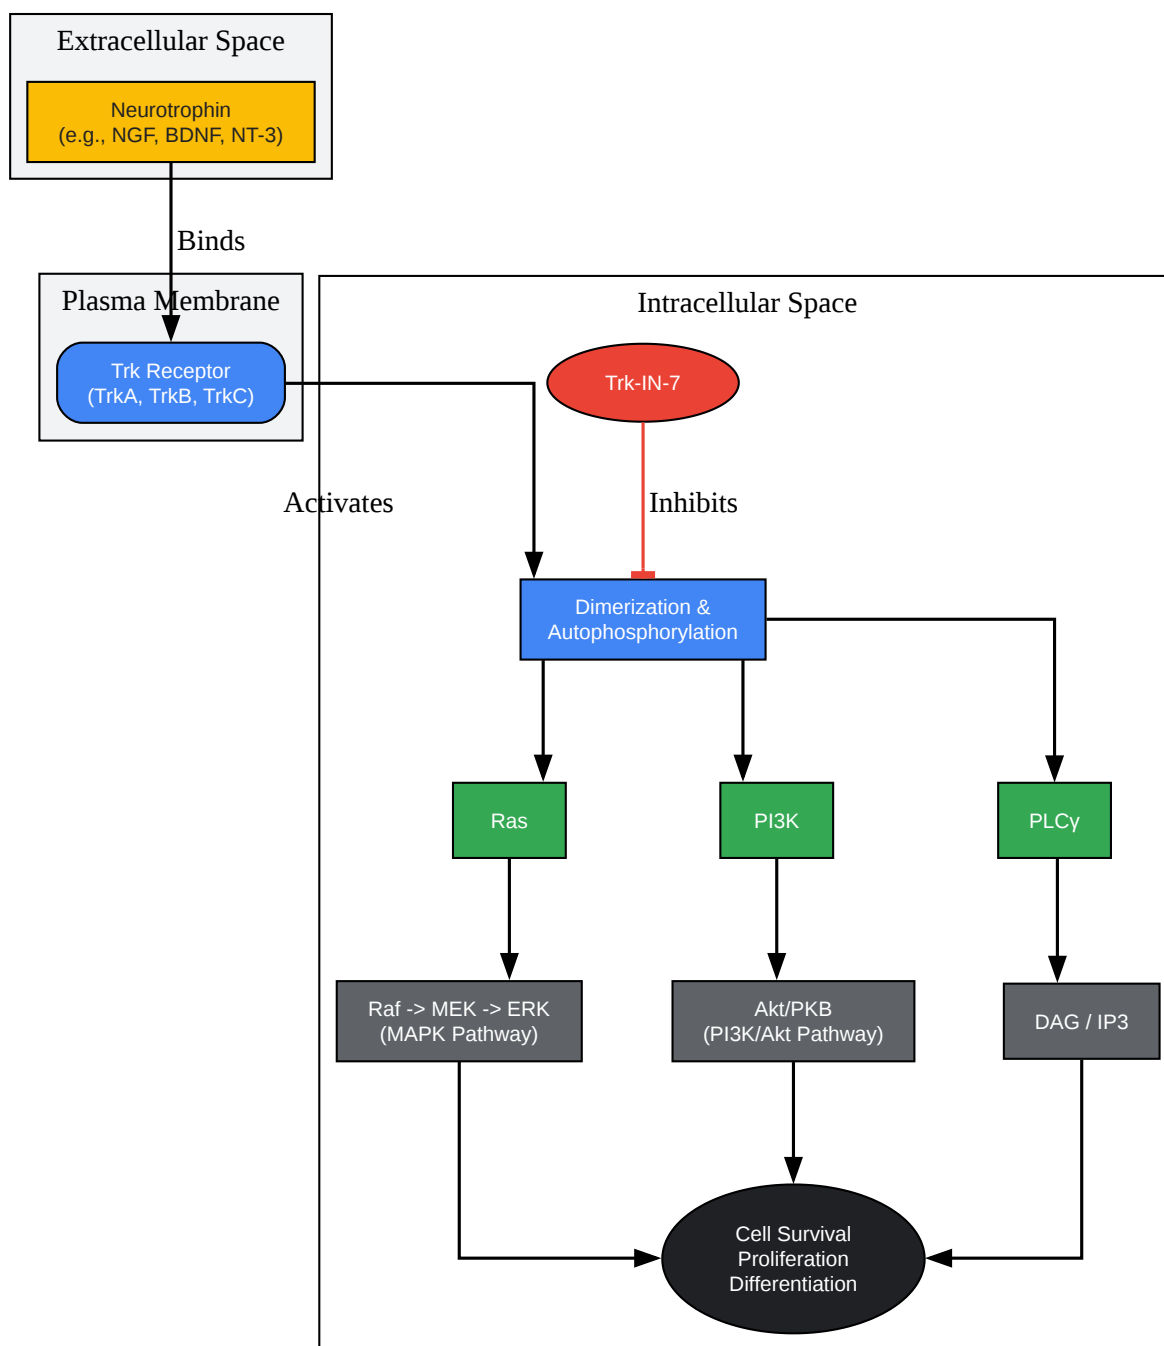 Extracellular Space
Neurotrophin
(e.g., NGF, BDNF, NT-3)
Binds
Plasma Membrane
Trk Receptor
(TrkA, TrkB, TrkC)
Intracellular Space
Trk-IN-7
Activates
Inhibits
Dimerization &
Autophosphorylation
Ras
PI3K
PLCγ
Raf -> MEK -> ERK
(MAPK Pathway)
Akt/PKB
(PI3K/Akt Pathway)
DAG / IP3
Cell Survival
Proliferation
Differentiation